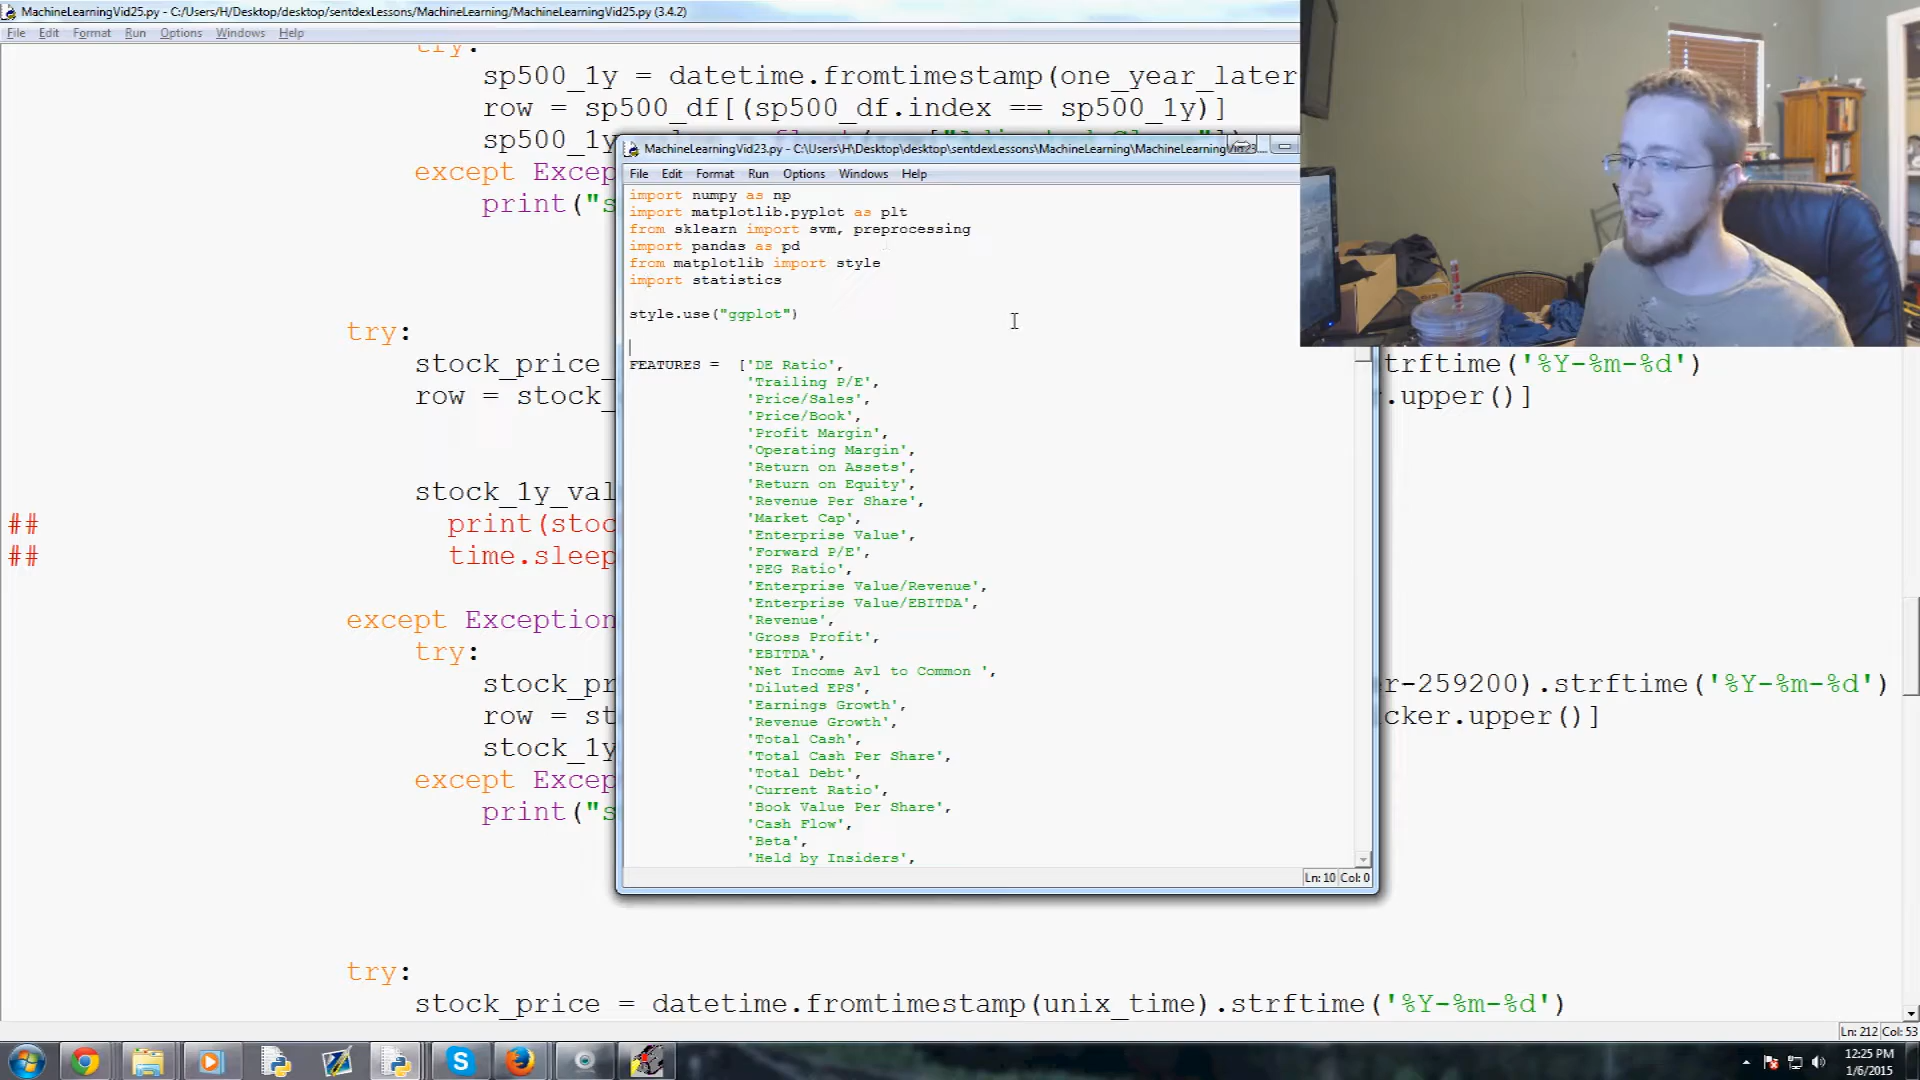 MachineLearningVid25.py - C:/Users/H/Desktop/desktop/sentdexLessons/MachineLearning/MachineLearningVid25.py (3.4.2)
File Edit Format Run Options Windows Help
try:
sp500_1y = datetime.fromtimestamp(one_year_later
row = sp500_df[(sp500_df.index == sp500_1y)]
sp500_1y
except Excep
print("s
try:
stock_price_ strftime('%Y-%m-%d')
row = stock_ .upper()]
stock_1y_val
## print(stoc
## time.sleep
except Exception
try:
stock_pr r-259200).strftime('%Y-%m-%d')
row = st cker.upper()]
stock_1y
except Excep
print("s
try:
stock_price = datetime.fromtimestamp(unix_time).strftime('%Y-%m-%d')
Ln: 212 Col: 53
MachineLearningVid23.py - C:\Users\H\Desktop\desktop\sentdexLessons\MachineLearning\MachineLearningVid23
File Edit Format Run Options Windows Help
import numpy as np
import matplotlib.pyplot as plt
from sklearn import svm, preprocessing
import pandas as pd
from matplotlib import style
import statistics
style.use("ggplot")
FEATURES = ['DE Ratio',
'Trailing P/E',
'Price/Sales',
'Price/Book',
'Profit Margin',
'Operating Margin',
'Return on Assets',
'Return on Equity',
'Revenue Per Share',
'Market Cap',
'Enterprise Value',
'Forward P/E',
'PEG Ratio',
'Enterprise Value/Revenue',
'Enterprise Value/EBITDA',
'Revenue',
'Gross Profit',
'EBITDA',
'Net Income Avl to Common ',
'Diluted EPS',
'Earnings Growth',
'Revenue Growth',
'Total Cash',
'Total Cash Per Share',
'Total Debt',
'Current Ratio',
'Book Value Per Share',
'Cash Flow',
'Beta',
'Held by Insiders',
Ln: 10 Col: 0
12:25 PM
1/6/2015